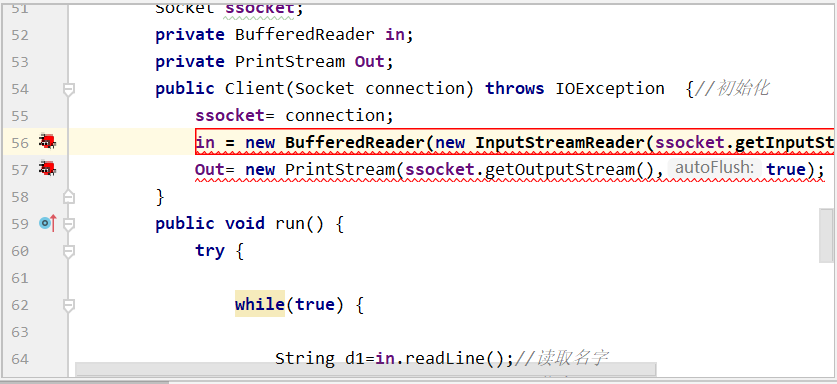 51 Socket ssocket;
52 private BufferedReader in;
53 private PrintStream Out;
54 public Client(Socket connection) throws IOException {//初始化
55 ssocket= connection;
56 in = new BufferedReader(new InputStreamReader(ssocket.getInputSt
57 Out= new PrintStream(ssocket.getOutputStream(), autoFlush: true);
58 }
59 public void run() {
60 try {
61
62 while(true) {
63
64 String d1=in.readLine();//读取名字